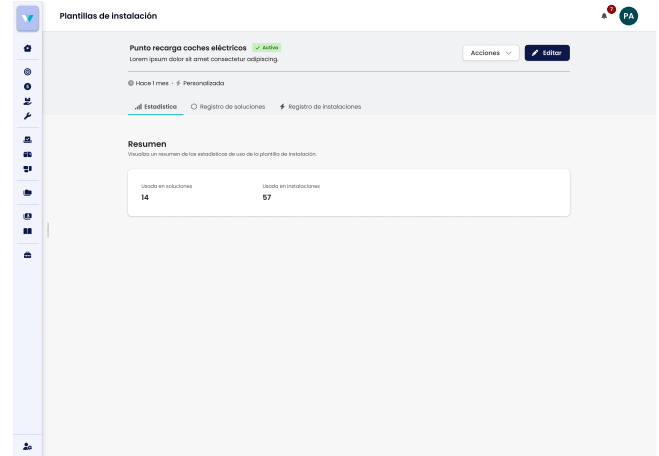 Plantillas de instalación
7
PA
Punto recarga coches eléctricos
Activa
Lorem ipsum dolor sit amet consectetur adipiscing.
Acciones
Editar
Hace 1 mes · Personalizada
Estadística
Registro de soluciones
Registro de instalaciones
Resumen
Visualiza un resumen de las estadísticas de uso de la plantilla de instalación.
Usada en soluciones
Usada en instalaciones
14
57